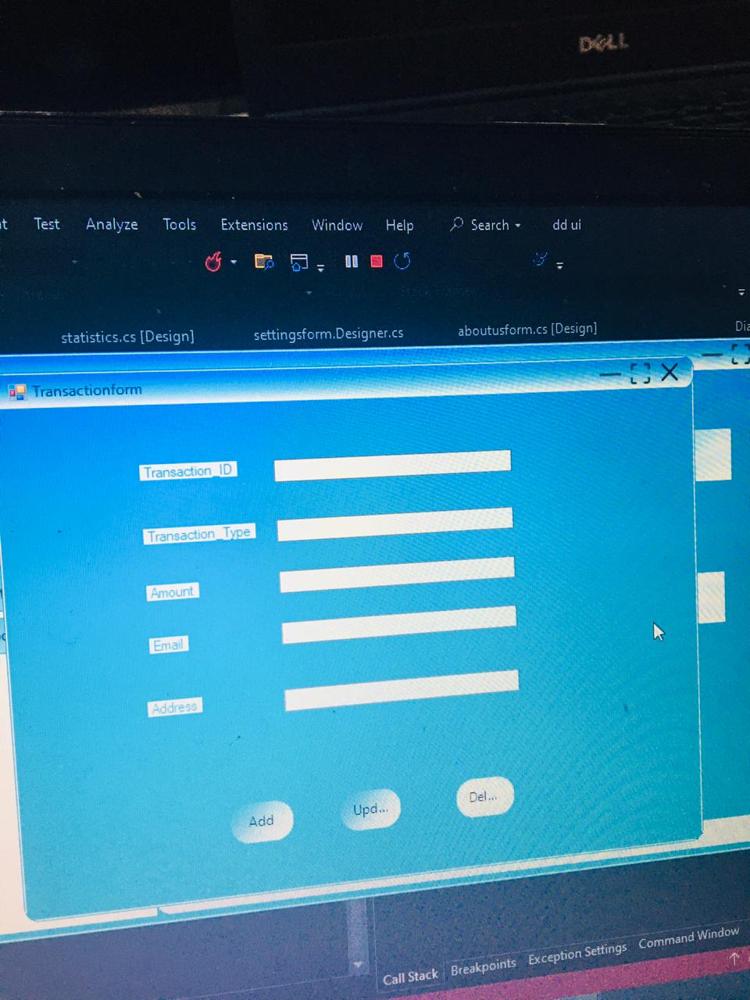 DELL
Test Analyze Tools Extensions Window Help Search dd ui
statistics.cs [Design] settingsform.Designer.cs aboutusform.cs [Design]
Transactionform
Transaction_ID
Transaction_Type
Amount
Email
Address
Add Upd... Del...
Call Stack Breakpoints Exception Settings Command Window